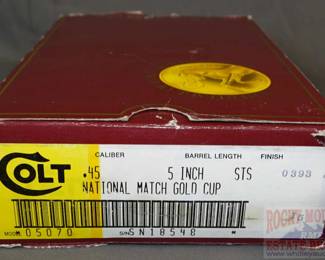 COLT
CALIBER BARREL LENGTH FINISH
.45 5 INCH STS 0393
NATIONAL MATCH GOLD CUP
MODEL 05070 S/N SN18548